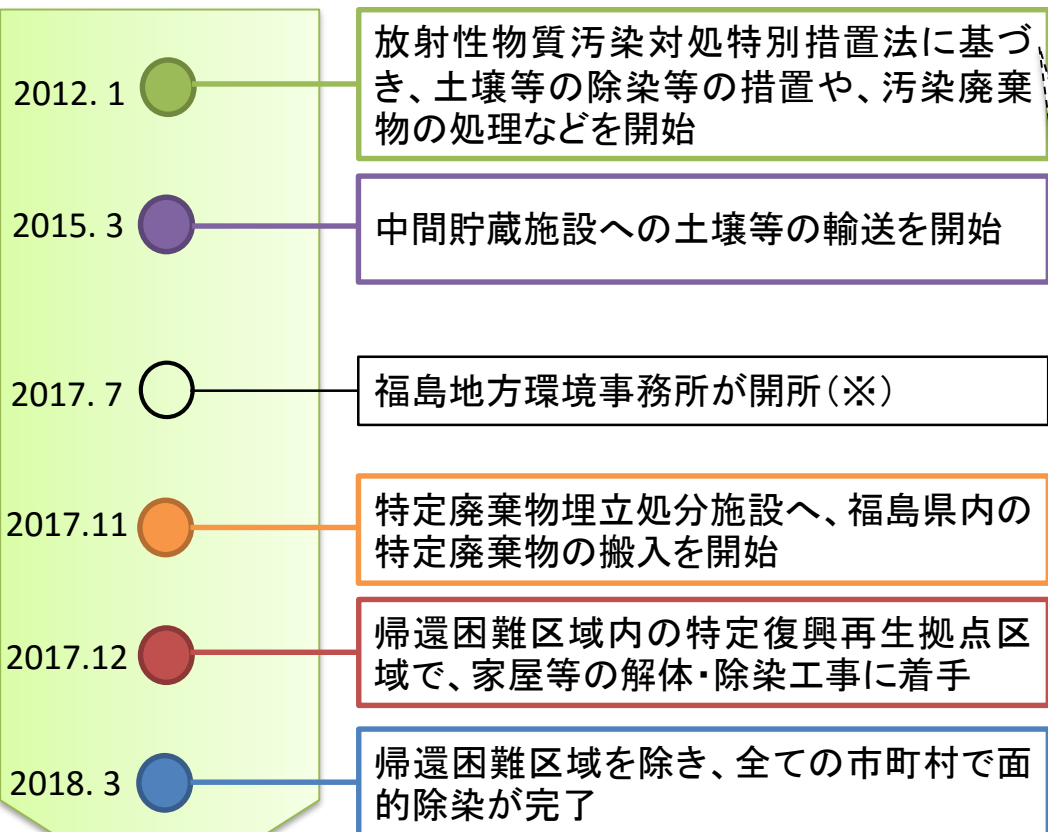 2012. 1
放射性物質汚染対処特別措置法に基づ
き、土壌等の除染等の措置や、汚染廃棄
物の処理などを開始
2015. 3
中間貯蔵施設への土壌等の輸送を開始
2017. 7
福島地方環境事務所が開所（※）
2017.11
特定廃棄物埋立処分施設へ、福島県内の
特定廃棄物の搬入を開始
2017.12
帰還困難区域内の特定復興再生拠点区
域で、家屋等の解体・除染工事に着手
2018. 3
帰還困難区域を除き、全ての市町村で面
的除染が完了